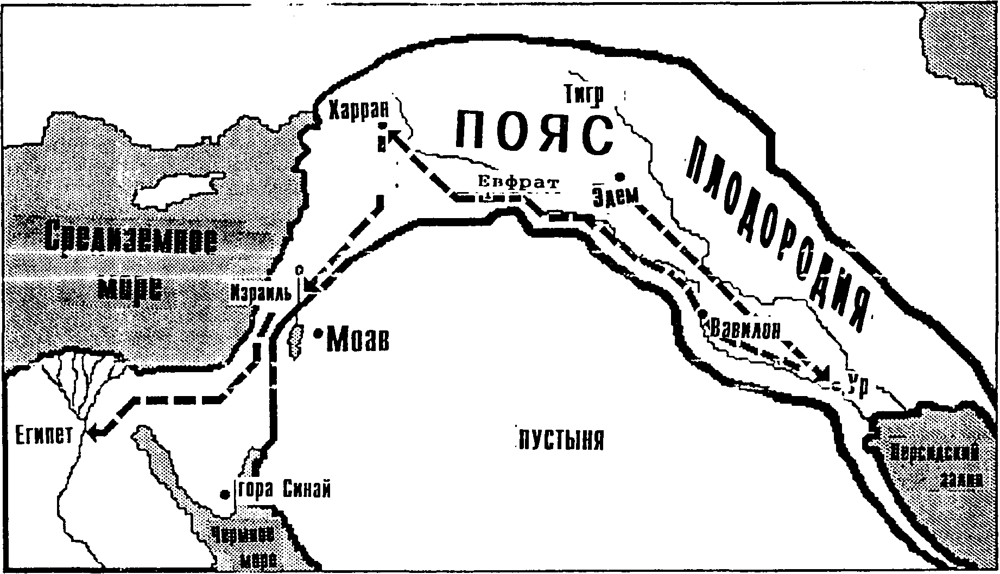 Тигр
Харран
ПОЯС
ПЛОДОРОДИЯ
Евфрат
Эдем
Средиземное
море
Израиль
Вавилон
Моав
Ур
Египет
ПУСТЫНЯ
Персидский
залив
гора Синай
Чермное
море